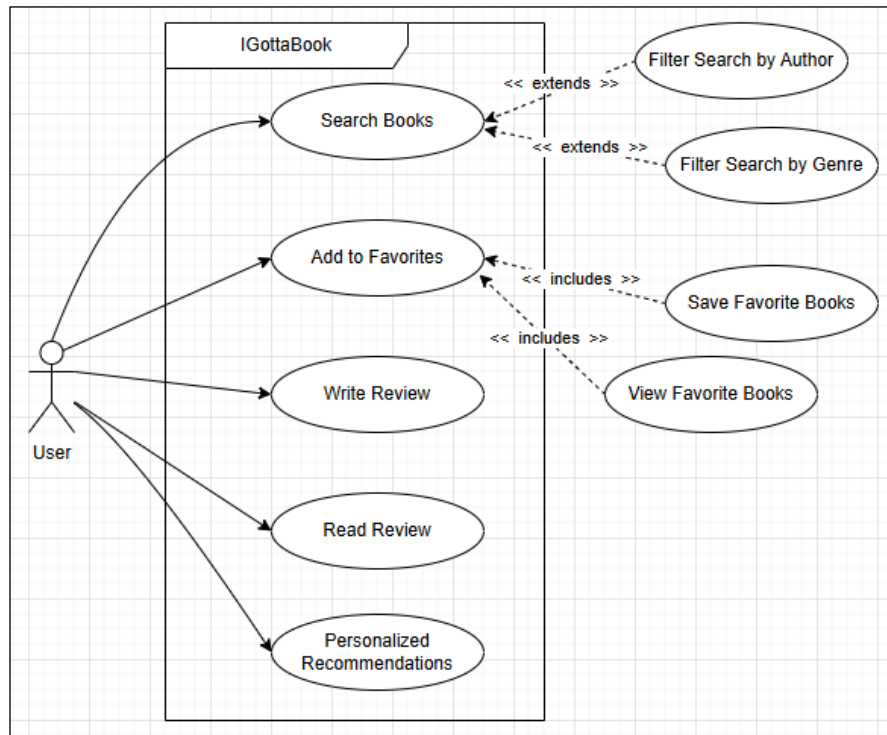 IGottaBook
Filter Search by Author
<< extends >>
Search Books
<< extends >>
Filter Search by Genre
Add to Favorites
<< includes >>
Save Favorite Books
<< includes >>
Write Review
View Favorite Books
User
Read Review
Personalized
Recommendations